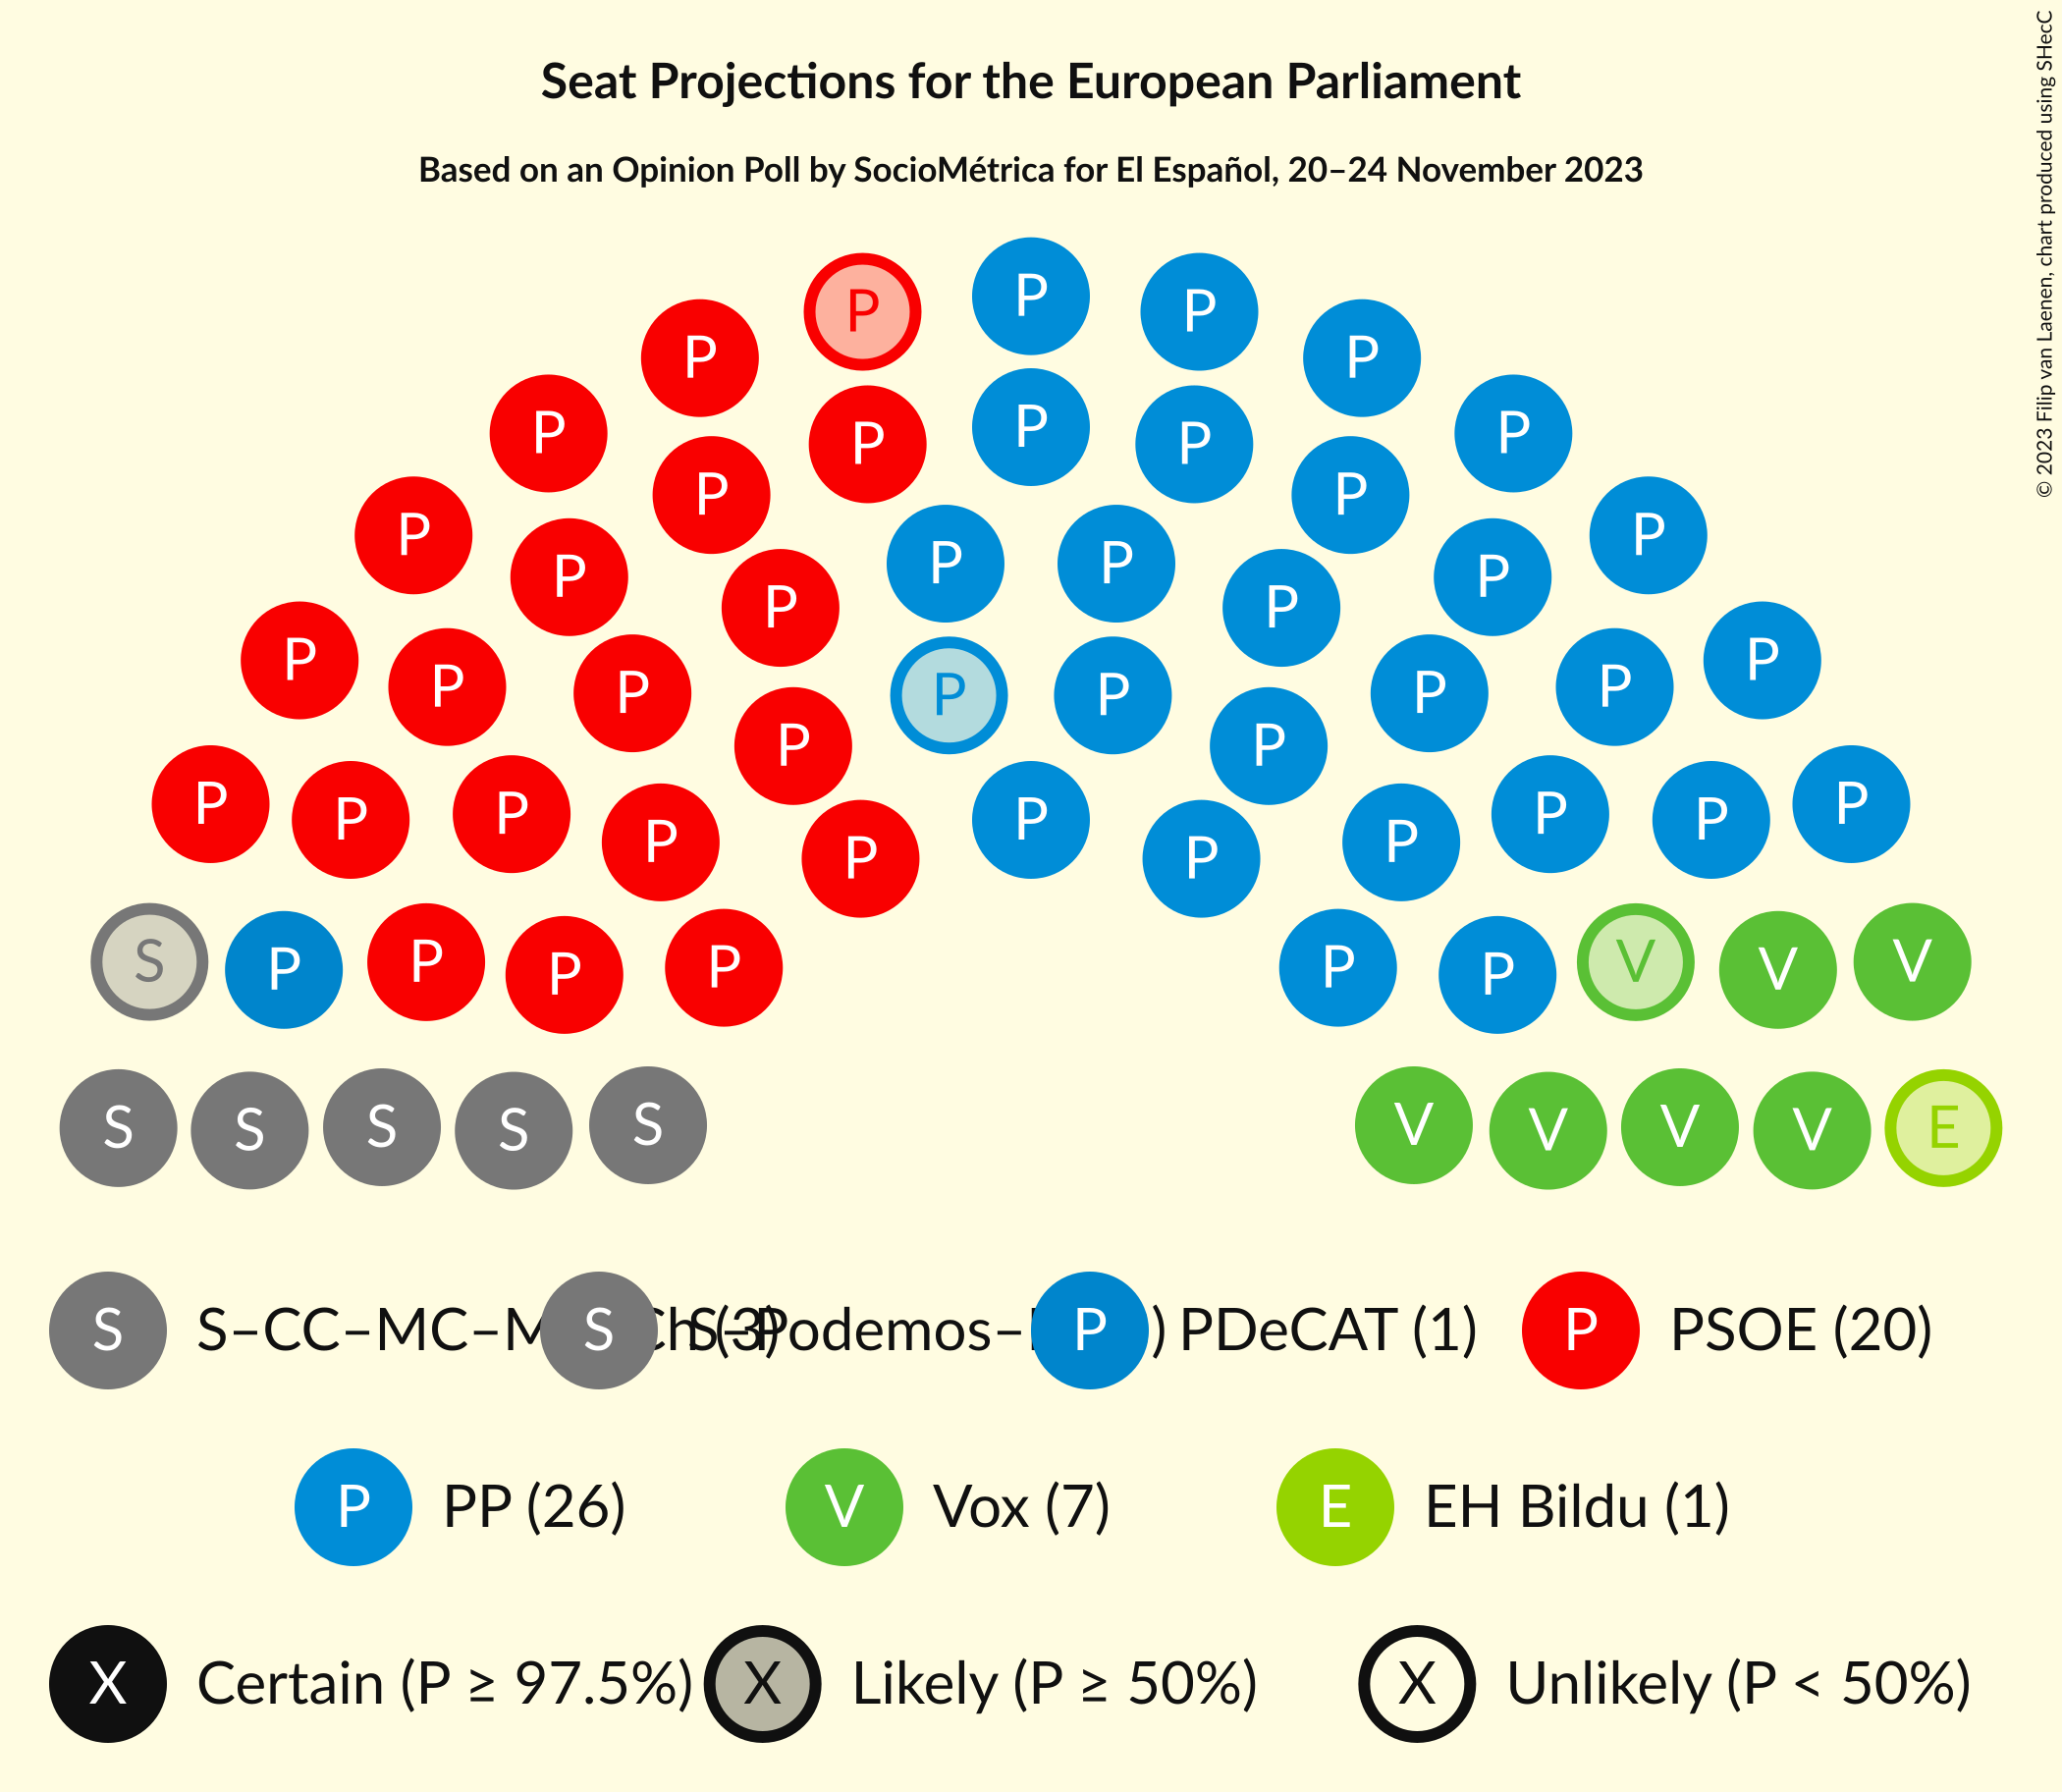 Seat Projections for the European Parliament
Based on an Opinion Poll by SocioMétrica for El Español, 20–24 November 2023
© 2023 Filip van Laenen, chart produced using SHecC
P P P P P
P P P P P
P P P P P P
P P P P P P
P P P P P P
P P P P P P
P P P P P P
P P P P P P
S P P P P P P V V V
S S S S S V V V V E
S S–CC–MC–M S Ch (3) S–Podemos– P ) PDeCAT (1) P PSOE (20)
P PP (26) V Vox (7) E EH Bildu (1)
X Certain (P ≥ 97.5%) X Likely (P ≥ 50%) X Unlikely (P < 50%)